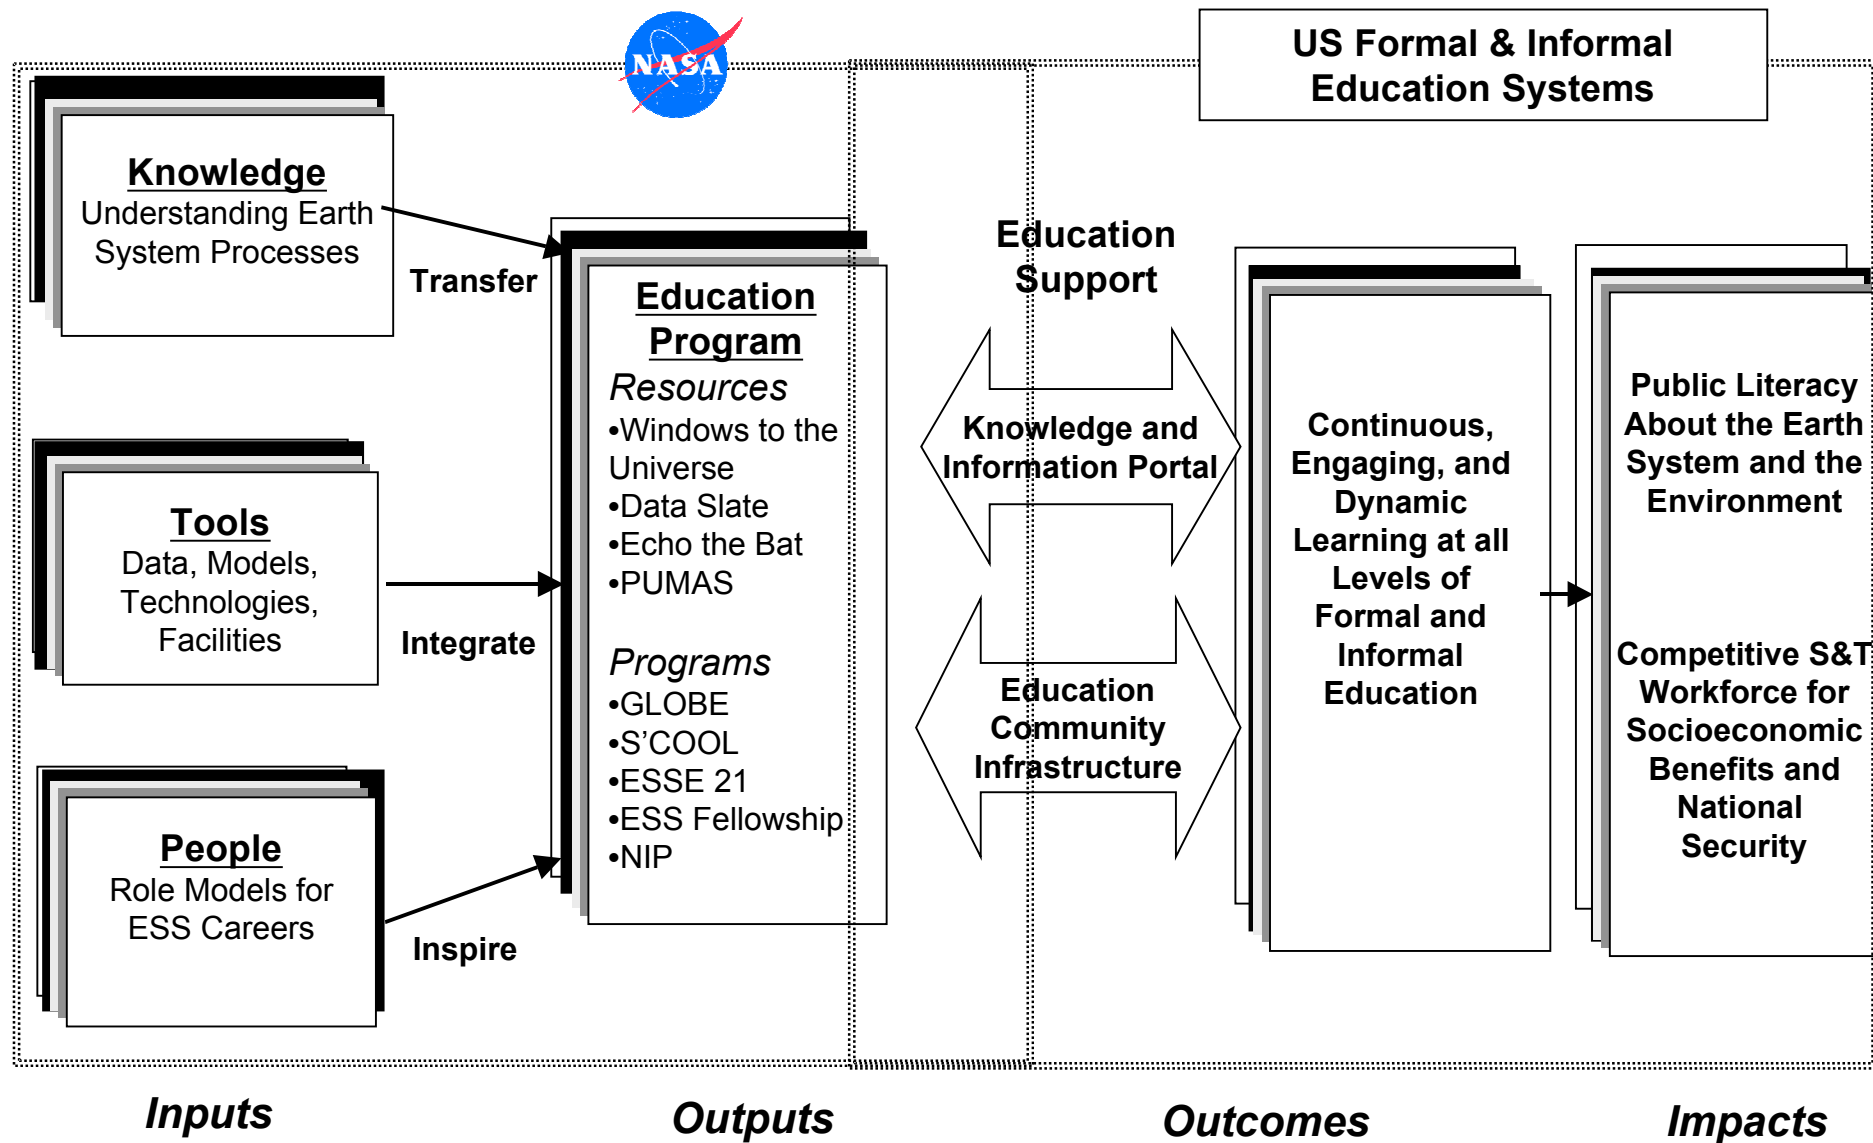 NASA
US Formal & Informal
Education Systems
Knowledge
Understanding Earth
System Processes
Transfer
Tools
Data, Models,
Technologies,
Facilities
Integrate
People
Role Models for
ESS Careers
Inspire
Education
Program
Resources
•Windows to the
Universe
•Data Slate
•Echo the Bat
•PUMAS
Programs
•GLOBE
•S’COOL
•ESSE 21
•ESS Fellowship
•NIP
Education
Support
Knowledge and
Information Portal
Education
Community
Infrastructure
Continuous,
Engaging, and
Dynamic
Learning at all
Levels of
Formal and
Informal
Education
Public Literacy
About the Earth
System and the
Environment
Competitive S&T
Workforce for
Socioeconomic
Benefits and
National
Security
Inputs
Outputs
Outcomes
Impacts